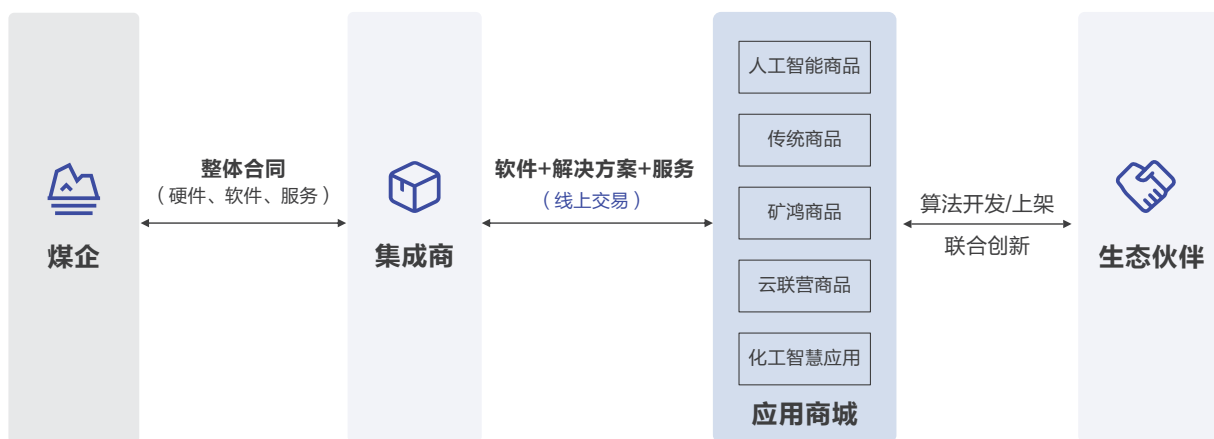 煤企
整体合同
（硬件、软件、服务）
集成商
软件+解决方案+服务
（线上交易）
人工智能商品
传统商品
矿鸿商品
云联营商品
化工智慧应用
应用商城
算法开发/上架
联合创新
生态伙伴